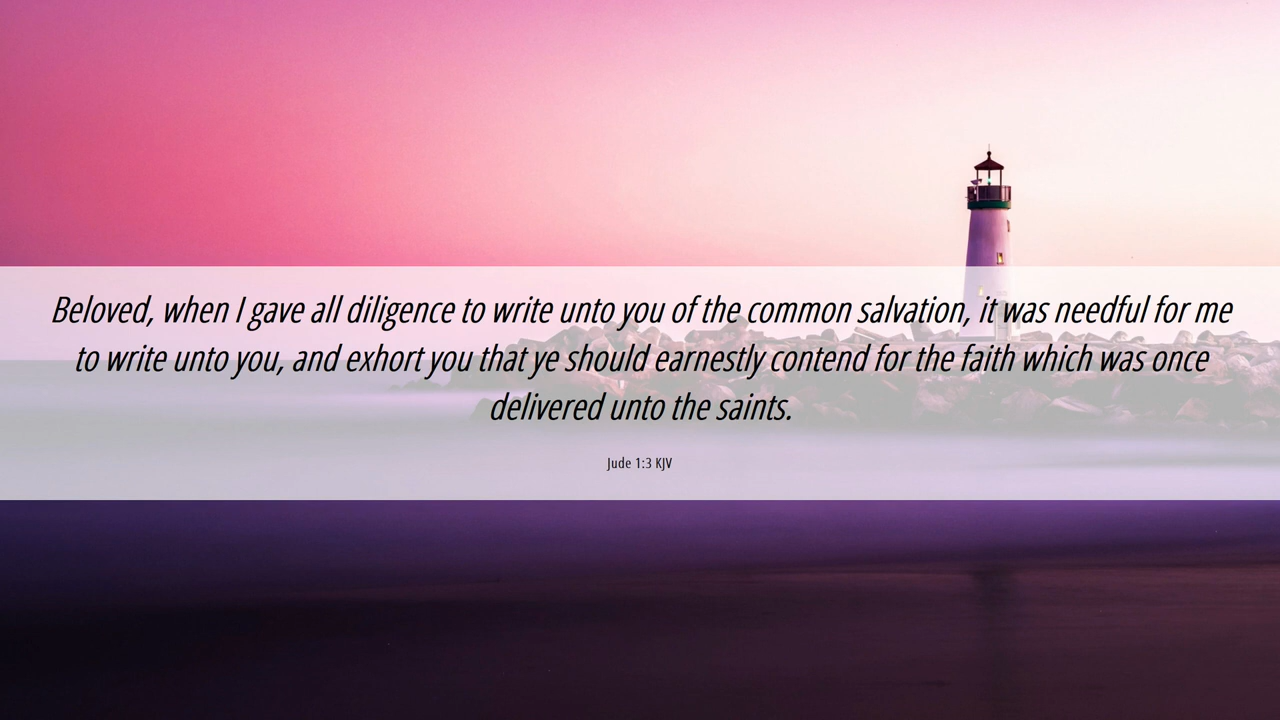 Beloved, when I gave all diligence to write unto you of the common salvation, it was needful for me
to write unto you, and exhort you that ye should earnestly contend for the faith which was once
delivered unto the saints.
Jude 1:3 KJV